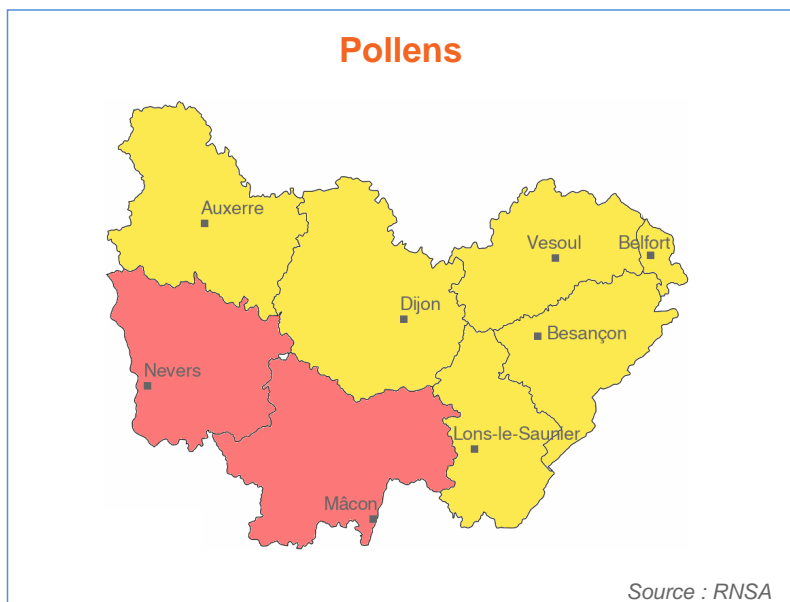 Pollens
Auxerre
Vesoul
Belfort
Dijon
Besançon
Nevers
Lons-le-Saunier
Mâcon
Source : RNSA